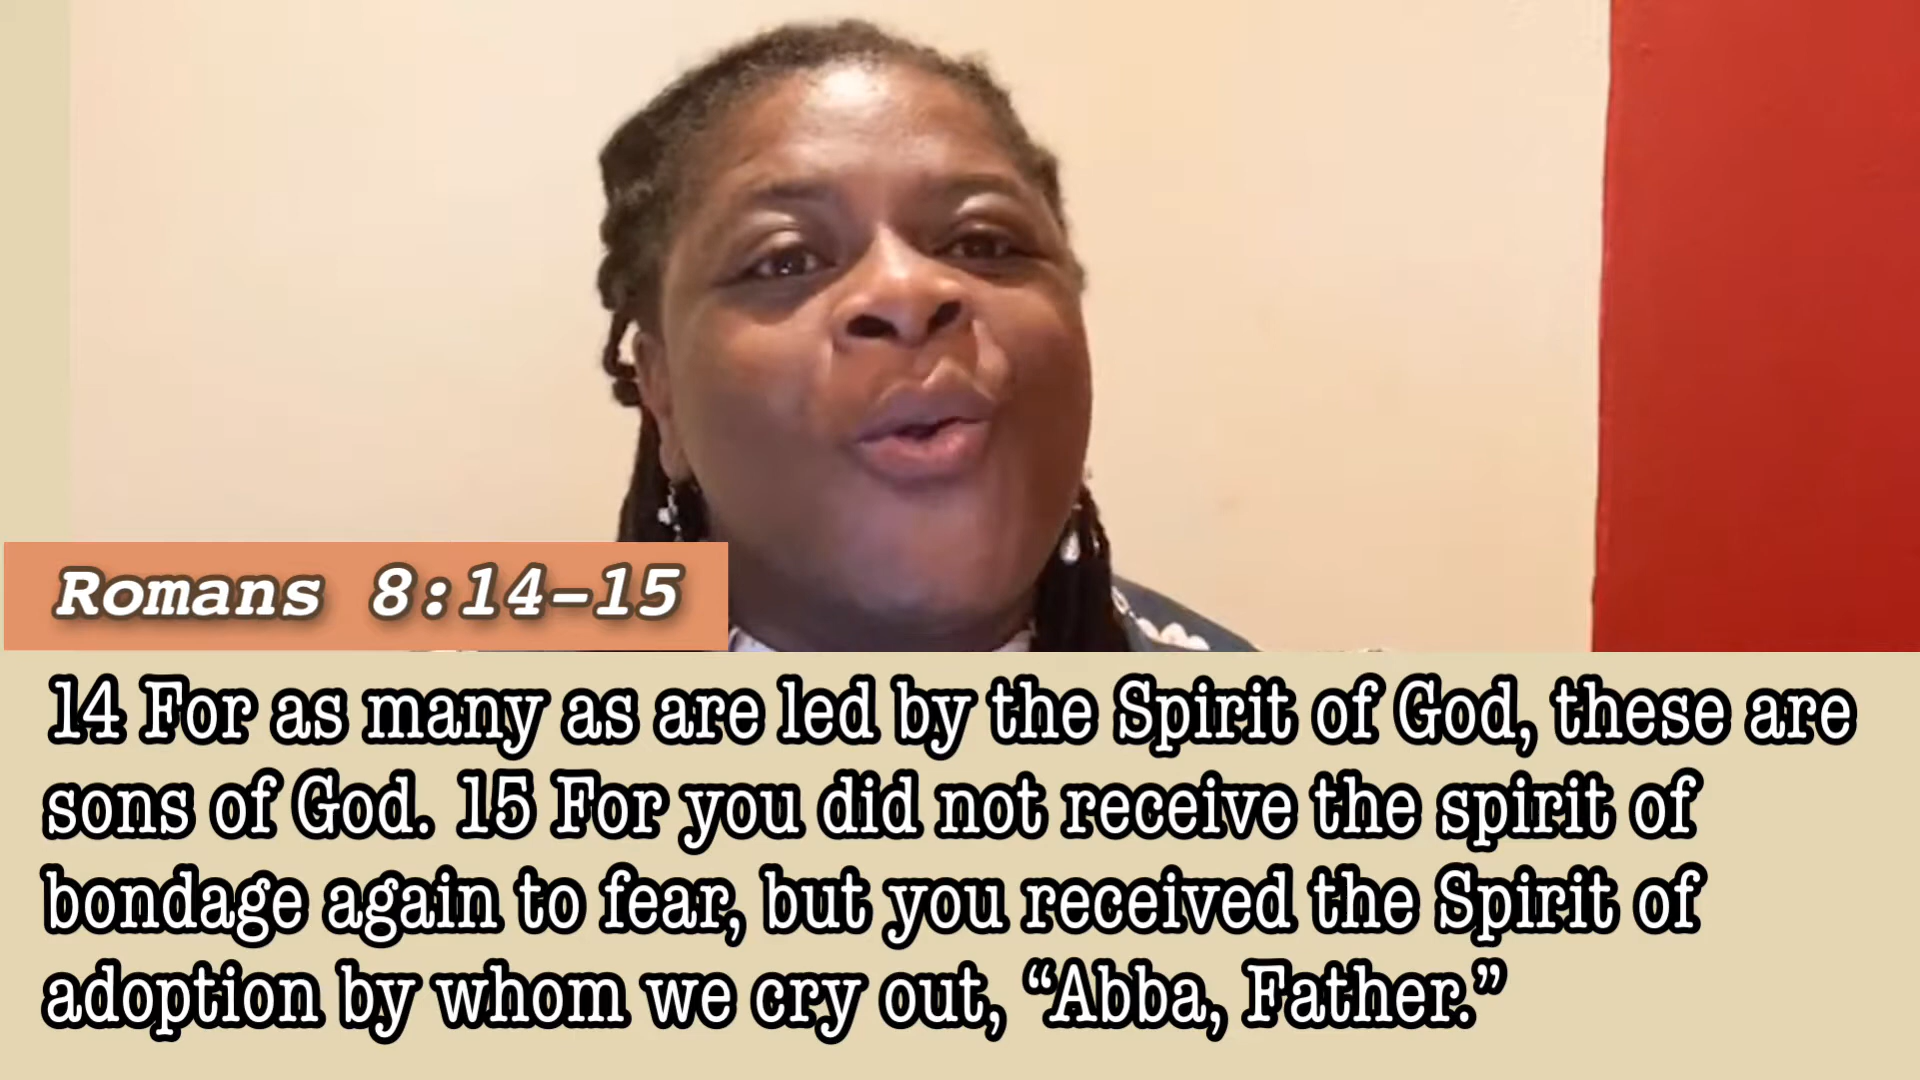 Romans 8:14-15
14 For as many as are led by the Spirit of God, these are
sons of God. 15 For you did not receive the spirit of
bondage again to fear, but you received the Spirit of
adoption by whom we cry out, “Abba, Father.”